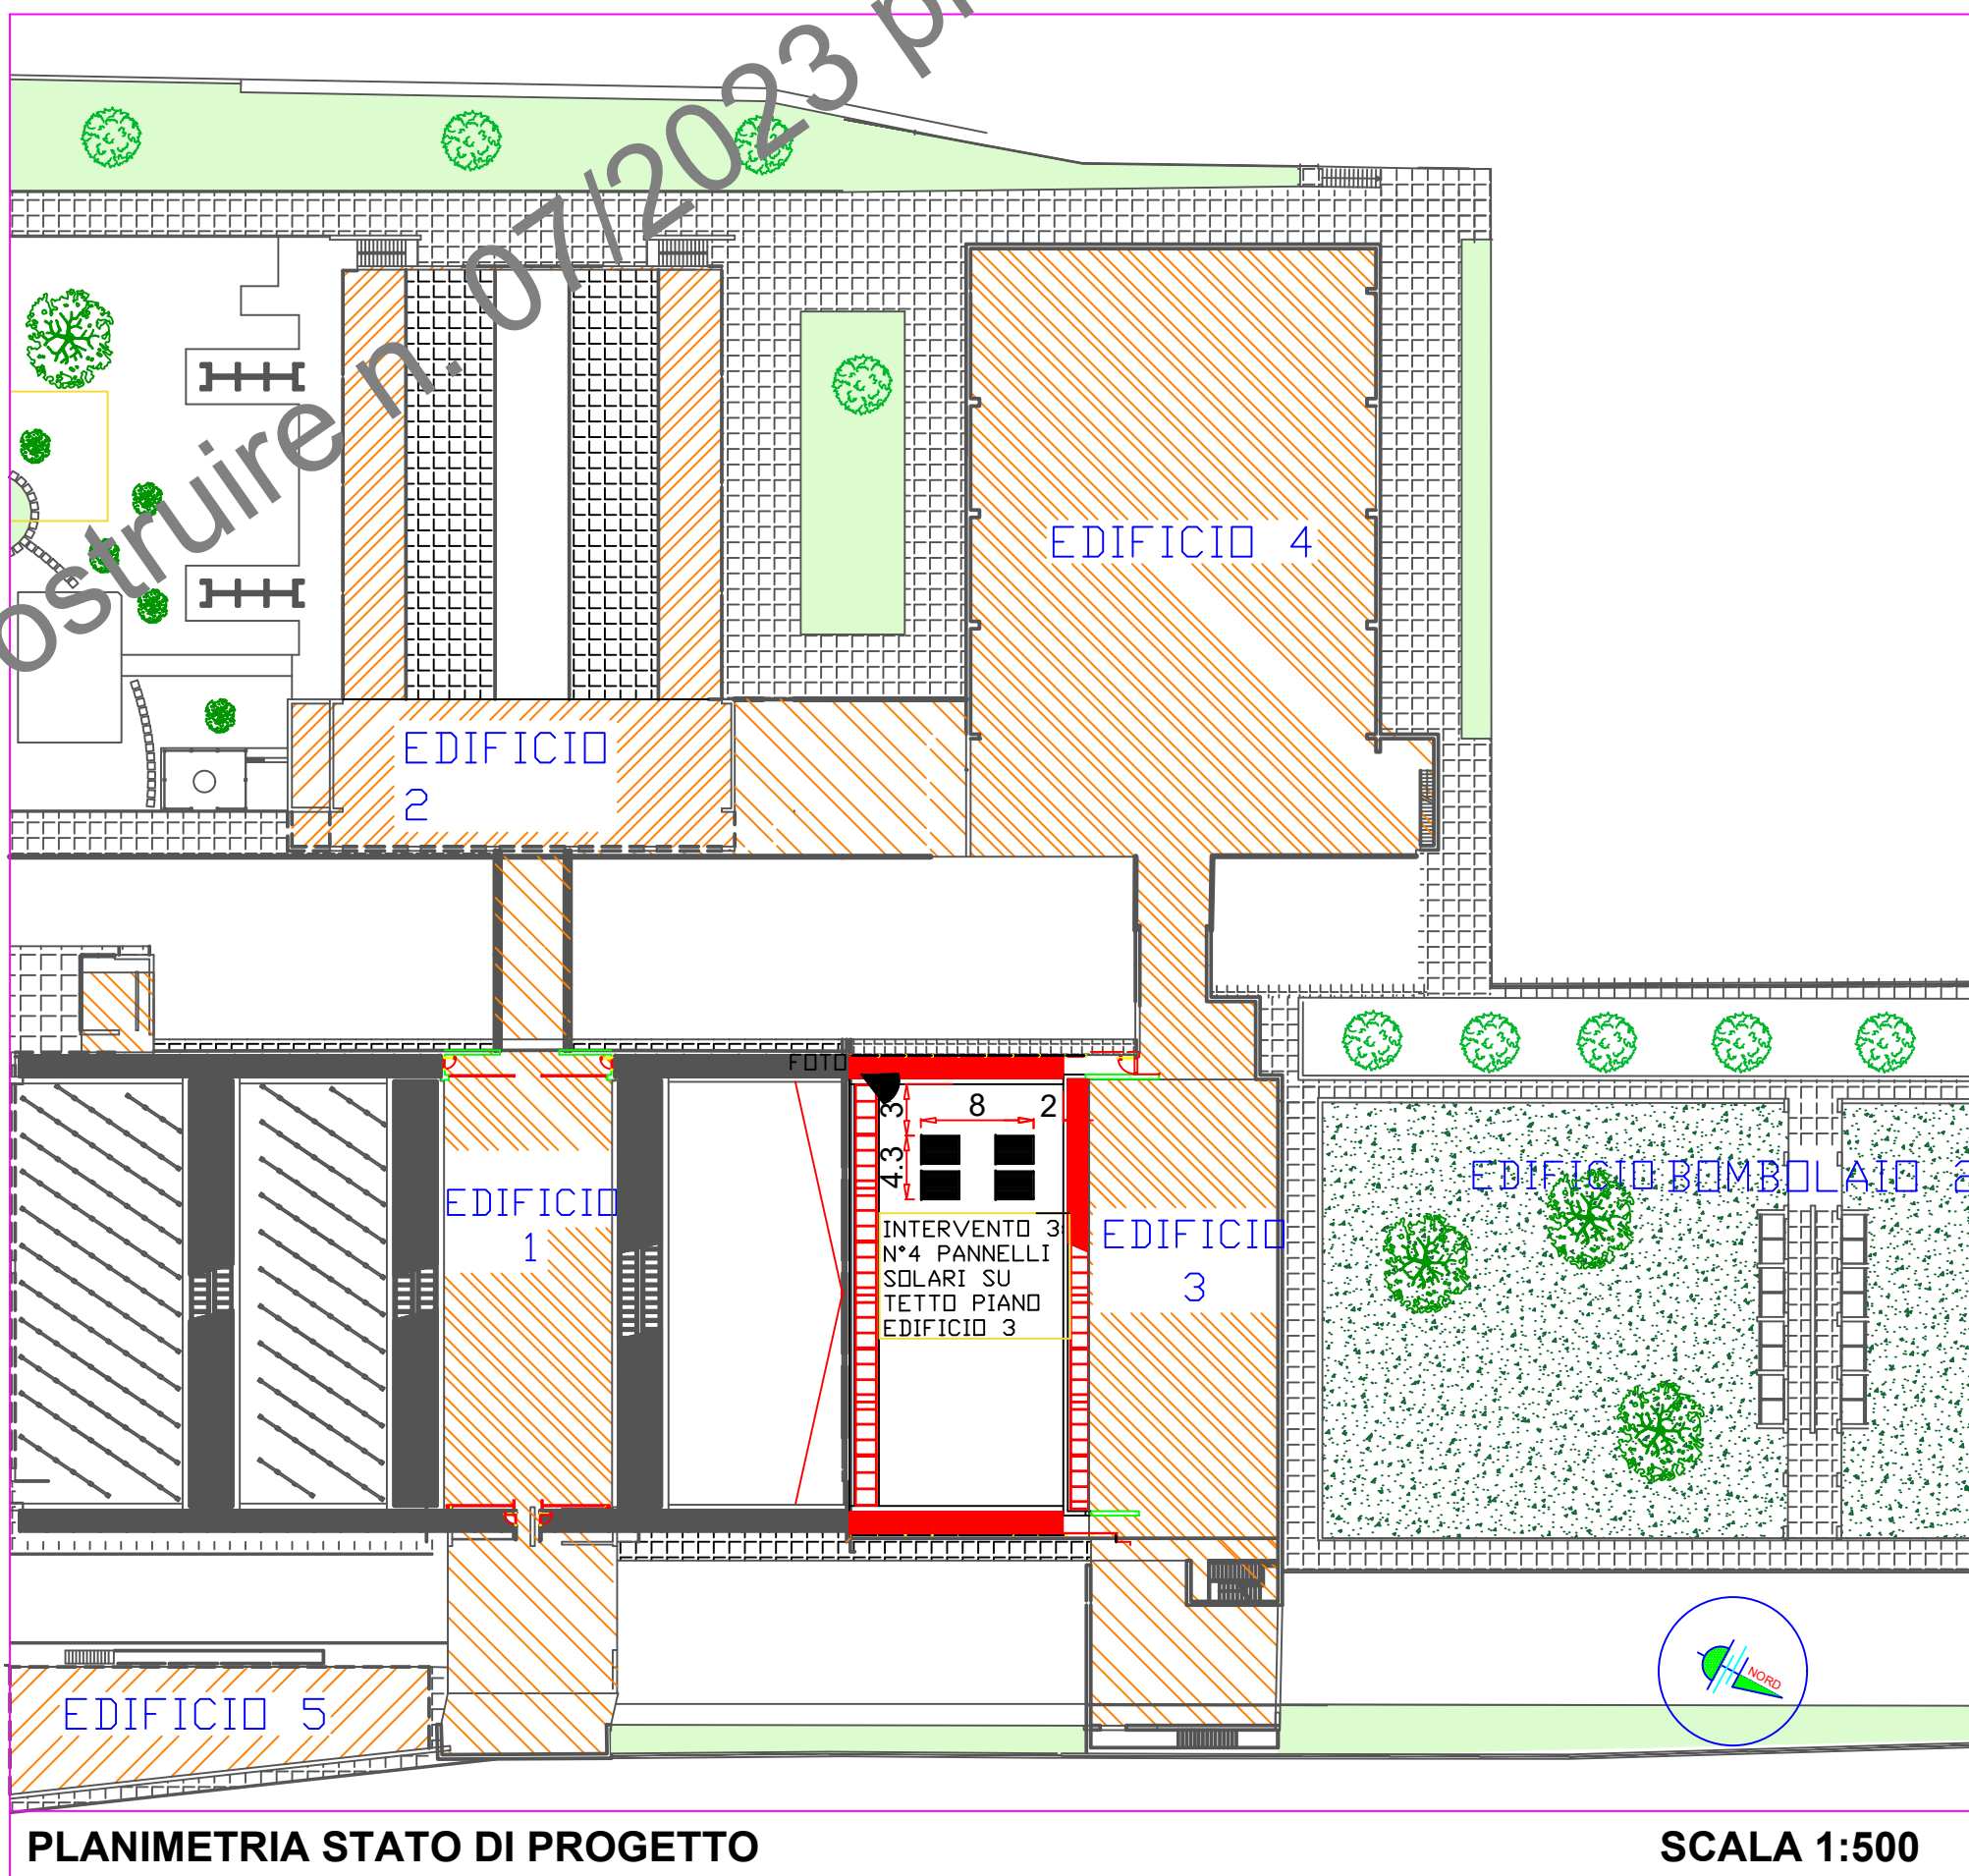 ostruire n. 07/2023 pr
EDIFICIO 4
EDIFICIO
2
FOTO
3
8
2
4.3
EDIFICIO
1
INTERVENTO 3
N°4 PANNELLI
SOLARI SU
TETTO PIANO
EDIFICIO 3
EDIFICIO
3
EDIFICIO BOMBOLAIO 2
EDIFICIO 5
NORD
PLANIMETRIA STATO DI PROGETTO
SCALA 1:500